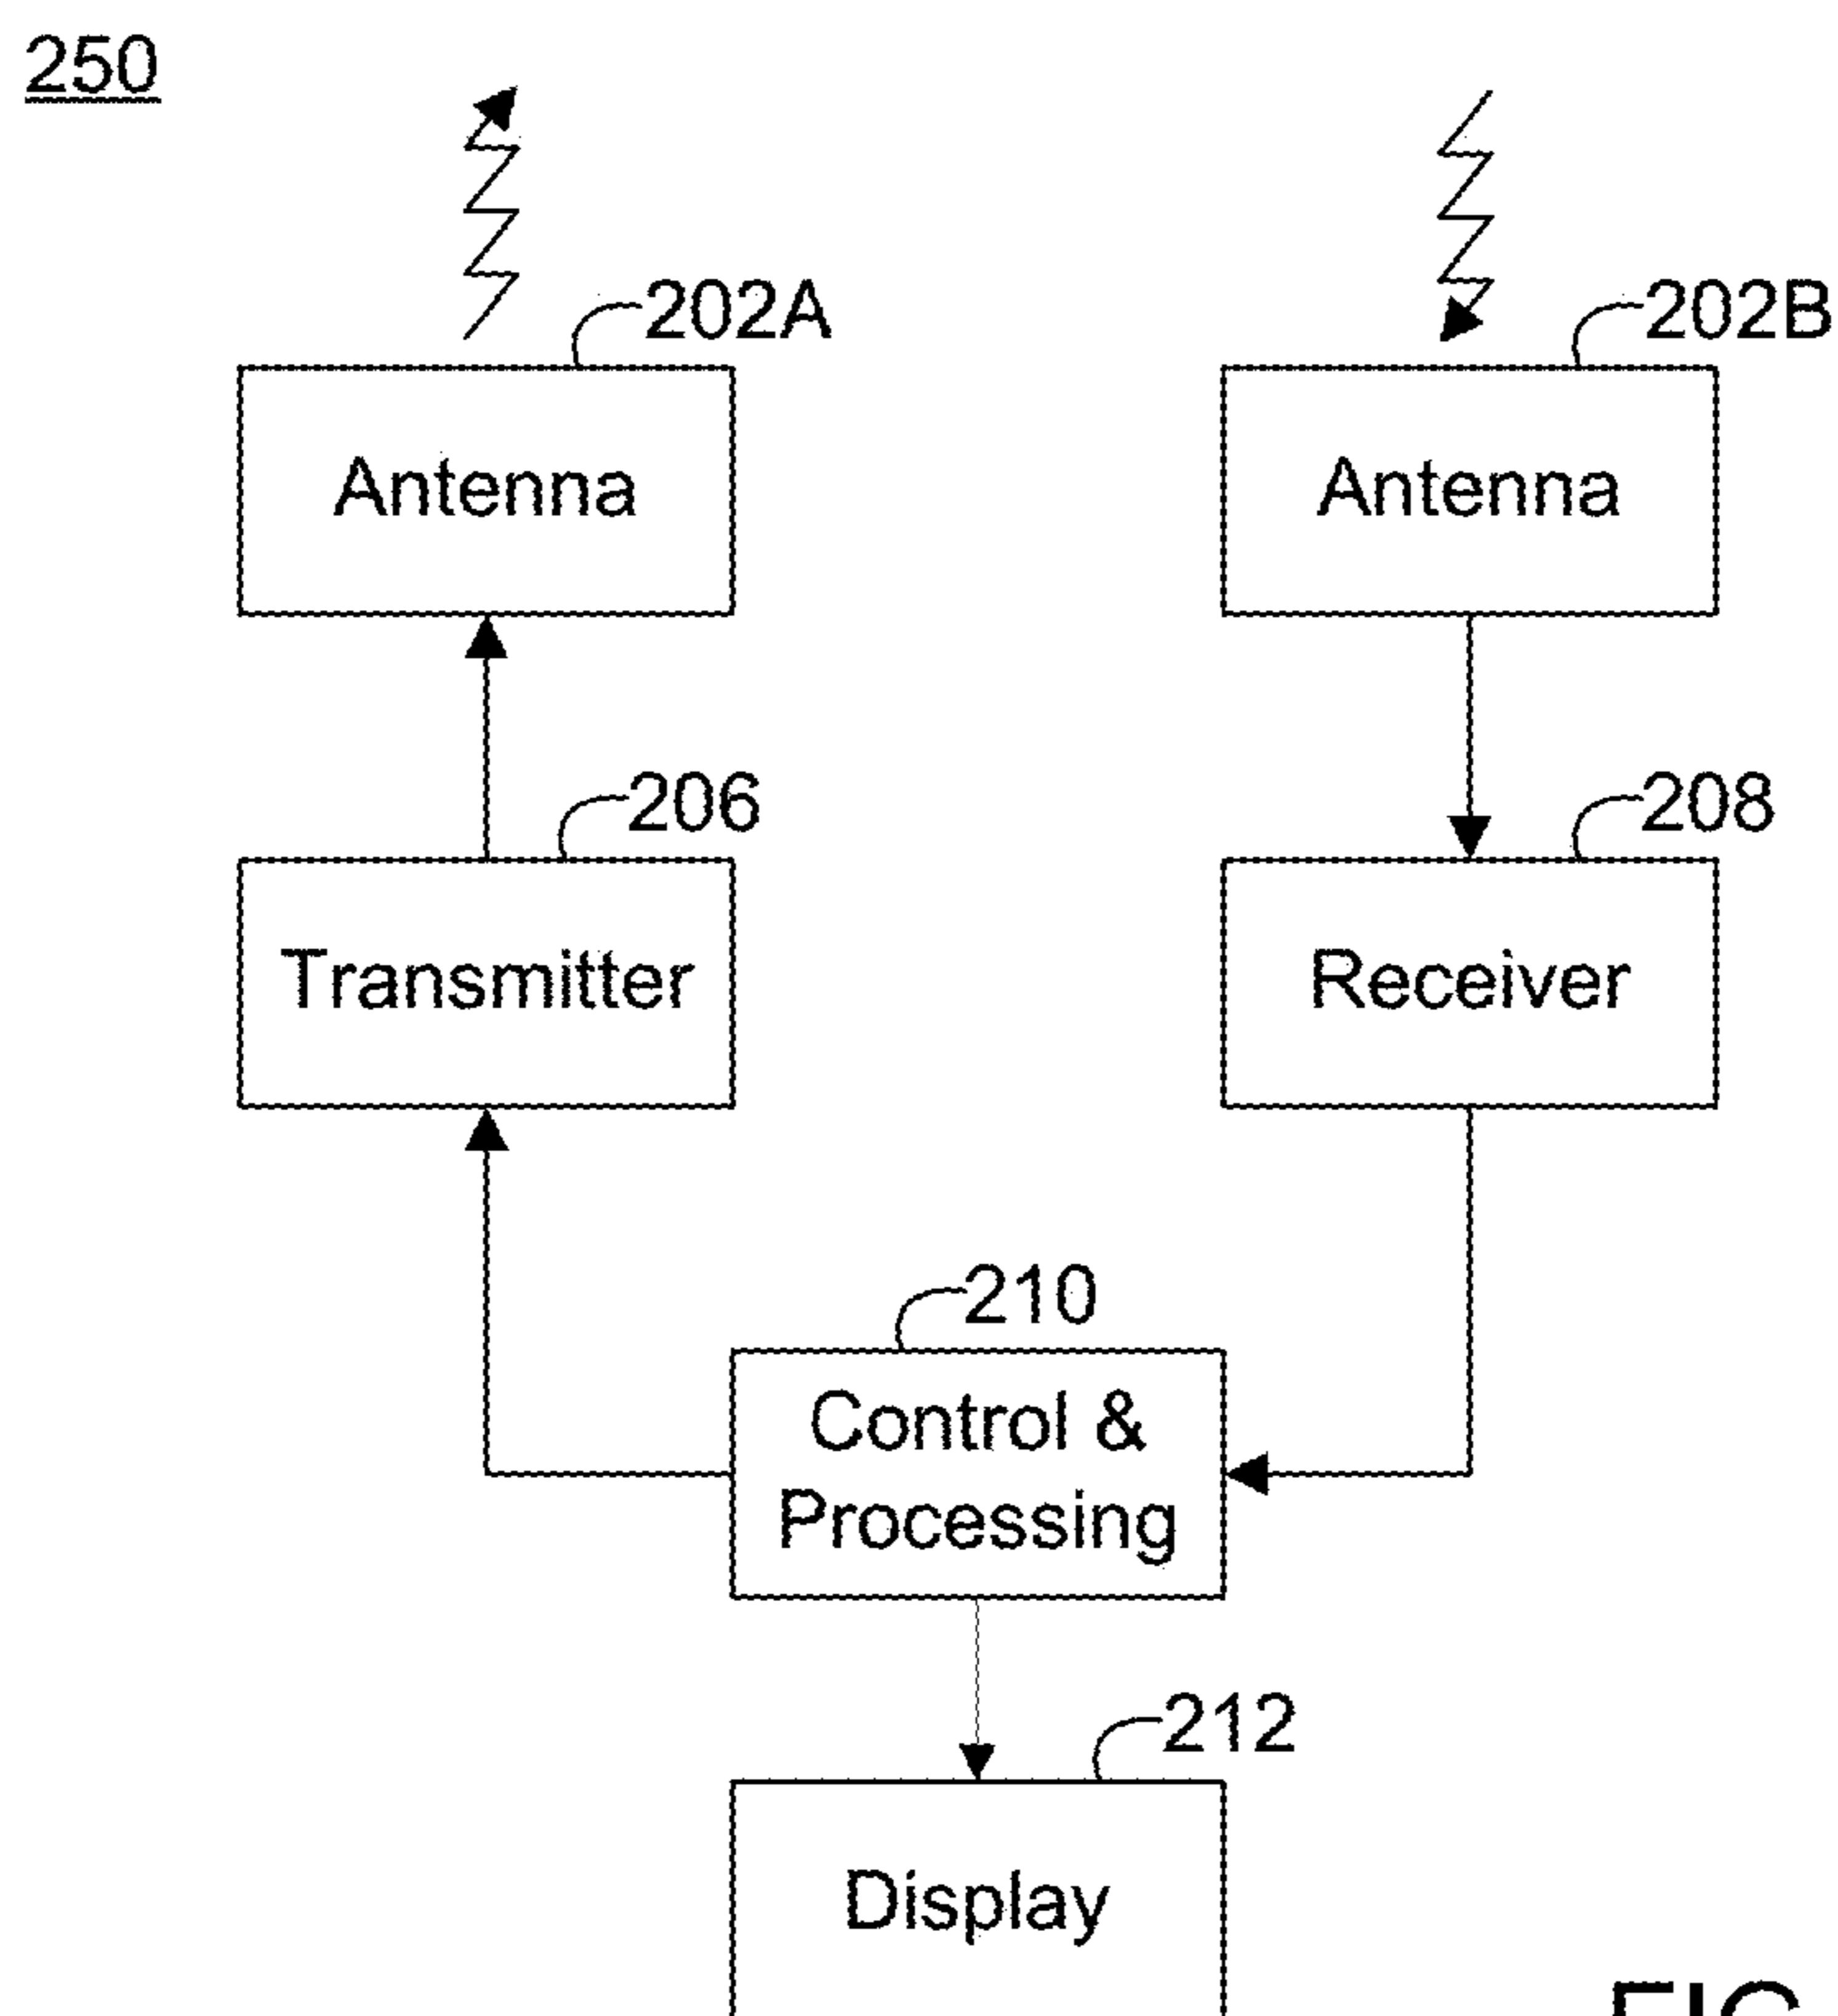 250
202A
202B
Antenna
Antenna
206
208
Transmitter
Receiver
210
Control &
Processing
212
Display